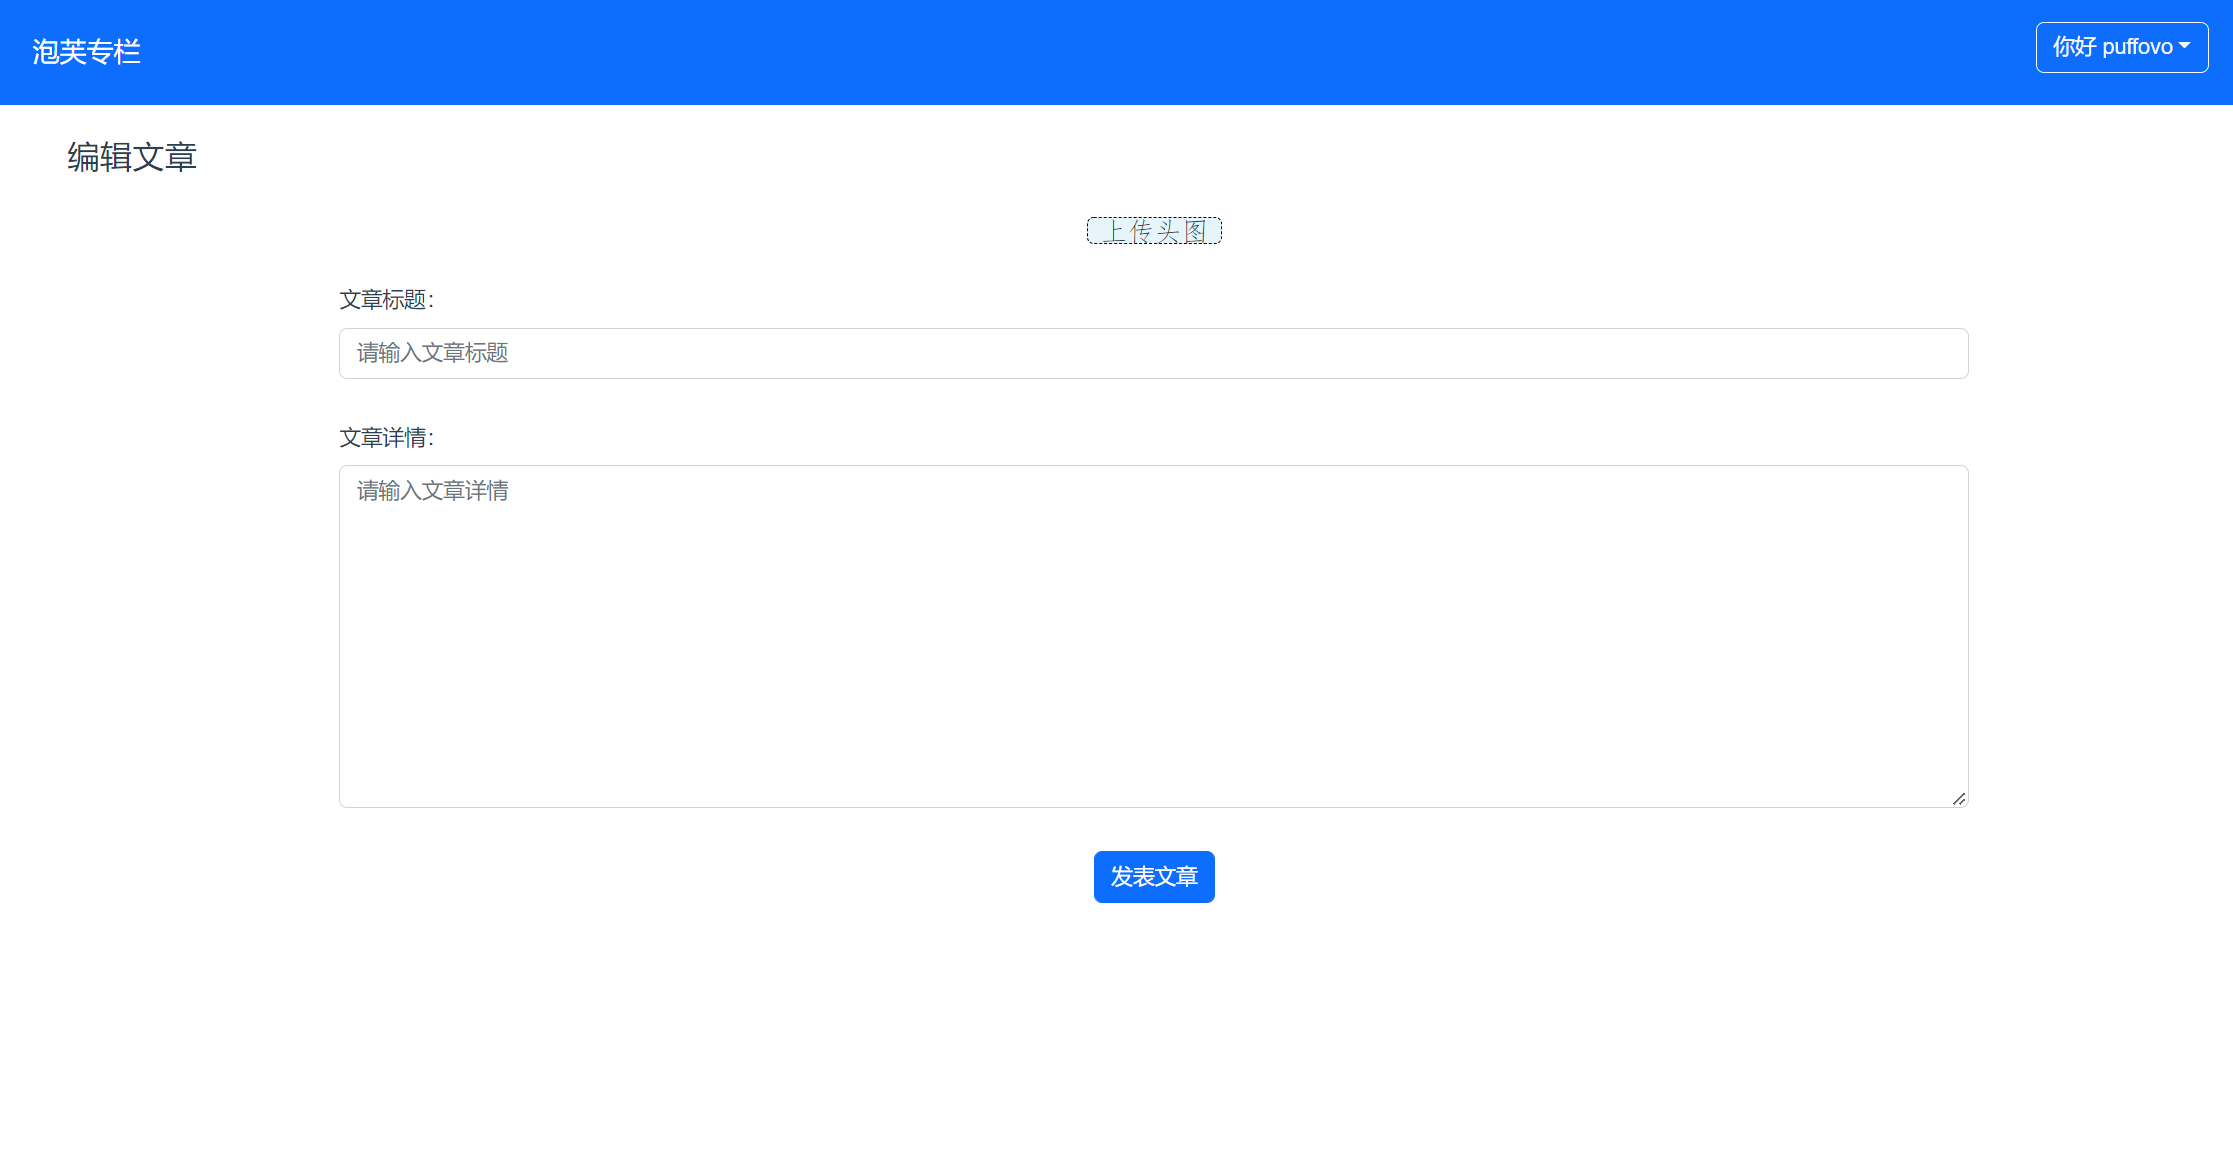 泡芙专栏
你好 puffovo
编辑文章
上传头图
文章标题：
请输入文章标题
文章详情：
请输入文章详情
发表文章